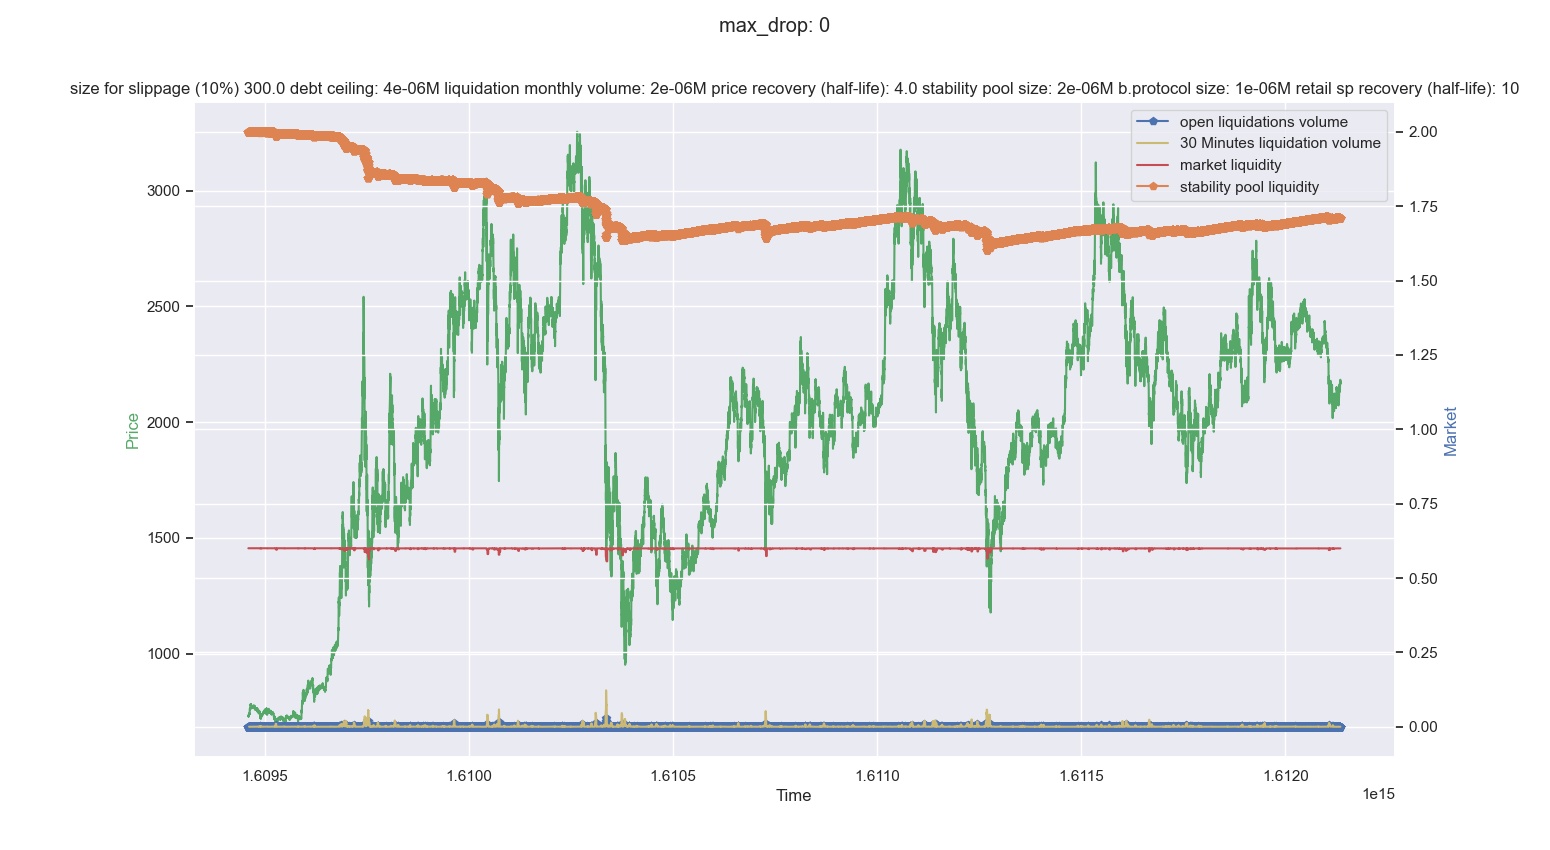 max_drop: 0
size for slippage (10%) 300.0 debt ceiling: 4e-06M liquidation monthly volume: 2e-06M price recovery (half-life): 4.0 stability pool size: 2e-06M b.protocol size: 1e-06M retail sp recovery (half-life): 10
open liquidations volume
30 Minutes liquidation volume
market liquidity
stability pool liquidity
3000
2500
2000
1500
1000
Price
2.00
1.75
1.50
1.25
1.00
0.75
0.50
0.25
0.00
Market
1.6095 1.6100 1.6105 1.6110 1.6115 1.6120
Time
1e15